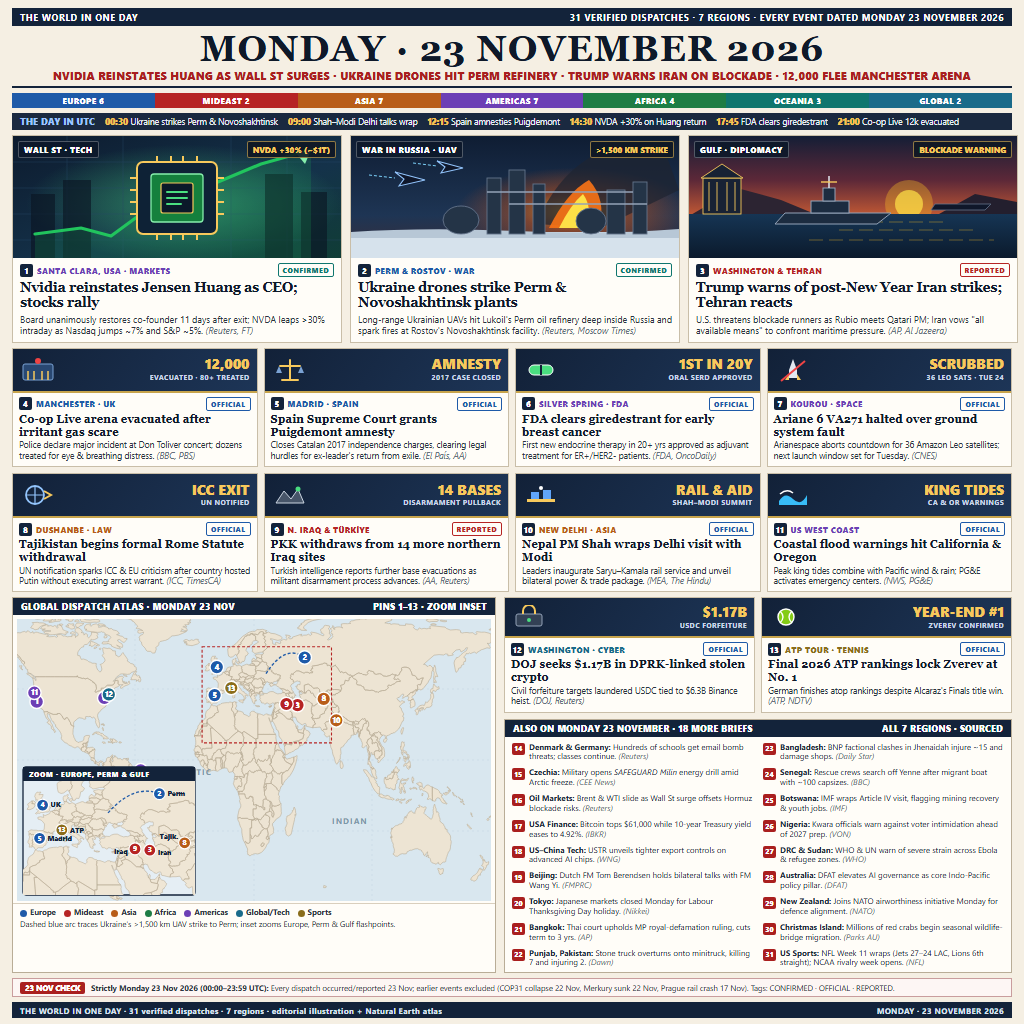 THE WORLD IN ONE DAY
31 VERIFIED DISPATCHES · 7 REGIONS · EVERY EVENT DATED MONDAY 23 NOVEMBER 2026
MONDAY · 23 NOVEMBER 2026
NVIDIA REINSTATES HUANG AS WALL ST SURGES · UKRAINE DRONES HIT PERM REFINERY · TRUMP WARNS IRAN ON BLOCKADE · 12,000 FLEE MANCHESTER ARENA
EUROPE 6
MIDEAST 2
ASIA 7
AMERICAS 7
AFRICA 4
OCEANIA 3
GLOBAL 2
THE DAY IN UTC 00:30 Ukraine strikes Perm & Novoshakhtinsk 09:00 Shah–Modi Delhi talks wrap 12:15 Spain amnesties Puigdemont 14:30 NVDA +30% on Huang return 17:45 FDA clears giredestrant 21:00 Co-op Live 12k evacuated
WALL ST · TECH
NVDA +30% (~$1T)
1 SANTA CLARA, USA · MARKETS
CONFIRMED
Nvidia reinstates Jensen Huang as CEO;
stocks rally
Board unanimously restores co-founder 11 days after exit; NVDA leaps >30%
intraday as Nasdaq jumps ~7% and S&P ~5%. (Reuters, FT)
WAR IN RUSSIA · UAV
>1,500 KM STRIKE
2 PERM & ROSTOV · WAR
CONFIRMED
Ukraine drones strike Perm &
Novoshakhtinsk plants
Long-range Ukrainian UAVs hit Lukoil's Perm oil refinery deep inside Russia and
spark fires at Rostov's Novoshakhtinsk facility. (Reuters, Moscow Times)
GULF · DIPLOMACY
BLOCKADE WARNING
3 WASHINGTON & TEHRAN
REPORTED
Trump warns of post-New Year Iran strikes;
Tehran reacts
U.S. threatens blockade runners as Rubio meets Qatari PM; Iran vows "all
available means" to confront maritime pressure. (AP, Al Jazeera)
12,000
EVACUATED · 80+ TREATED
4 MANCHESTER · UK
OFFICIAL
Co-op Live arena evacuated after
irritant gas scare
Police declare major incident at Don Toliver concert; dozens
treated for eye & breathing distress. (BBC, PBS)
AMNESTY
2017 CASE CLOSED
5 MADRID · SPAIN
OFFICIAL
Spain Supreme Court grants
Puigdemont amnesty
Closes Catalan 2017 independence charges, clearing legal
hurdles for ex-leader's return from exile. (El País, AA)
1ST IN 20Y
ORAL SERD APPROVED
6 SILVER SPRING · FDA
OFFICIAL
FDA clears giredestrant for early
breast cancer
First new endocrine therapy in 20+ yrs approved as adjuvant
treatment for ER+/HER2- patients. (FDA, OncoDaily)
SCRUBBED
36 LEO SATS · TUE 24
7 KOUROU · SPACE
OFFICIAL
Ariane 6 VA271 halted over ground
system fault
Arianespace aborts countdown for 36 Amazon Leo satellites;
next launch window set for Tuesday. (CNES)
ICC EXIT
UN NOTIFIED
8 DUSHANBE · LAW
OFFICIAL
Tajikistan begins formal Rome Statute
withdrawal
UN notification sparks ICC & EU criticism after country hosted
Putin without executing arrest warrant. (ICC, TimesCA)
14 BASES
DISARMAMENT PULLBACK
9 N. IRAQ & TÜRKİYE
REPORTED
PKK withdraws from 14 more northern
Iraq sites
Turkish intelligence reports further base evacuations as
militant disarmament process advances. (AA, Reuters)
RAIL & AID
SHAH–MODI SUMMIT
10 NEW DELHI · ASIA
OFFICIAL
Nepal PM Shah wraps Delhi visit with
Modi
Leaders inaugurate Saryu–Kamala rail service and unveil
bilateral power & trade package. (MEA, The Hindu)
KING TIDES
CA & OR WARNINGS
11 US WEST COAST
OFFICIAL
Coastal flood warnings hit California &
Oregon
Peak king tides combine with Pacific wind & rain; PG&E
activates emergency centers. (NWS, PG&E)
GLOBAL DISPATCH ATLAS · MONDAY 23 NOV
PINS 1–13 · ZOOM INSET
2
4
5
13
11
1
12
9
3
8
10
TIC
INDIAN
ZOOM · EUROPE, PERM & GULF
2 Perm
4 UK
13 ATP
5 Madrid
Tajik.
8
Iraq 9
3 Iran
Europe
Mideast
Asia
Africa
Americas
Global/Tech
Sports
Dashed blue arc traces Ukraine's >1,500 km UAV strike to Perm; inset zooms Europe, Perm & Gulf flashpoints.
$1.17B
USDC FORFEITURE
12 WASHINGTON · CYBER
OFFICIAL
DOJ seeks $1.17B in DPRK-linked stolen
crypto
Civil forfeiture targets laundered USDC tied to $6.3B Binance
heist. (DOJ, Reuters)
YEAR-END #1
ZVEREV CONFIRMED
13 ATP TOUR · TENNIS
OFFICIAL
Final 2026 ATP rankings lock Zverev at
No. 1
German finishes atop rankings despite Alcaraz's Finals title win.
(ATP, NDTV)
ALSO ON MONDAY 23 NOVEMBER · 18 MORE BRIEFS
ALL 7 REGIONS · SOURCED
14 Denmark & Germany: Hundreds of schools get email bomb
threats; classes continue. (Reuters)
15 Czechia: Military opens SAFEGUARD Milin energy drill amid
Arctic freeze. (CEE News)
16 Oil Markets: Brent & WTI slide as Wall St surge offsets Hormuz
blockade risks. (Reuters)
17 USA Finance: Bitcoin tops $61,000 while 10-year Treasury yield
eases to 4.92%. (IBKR)
18 US–China Tech: USTR unveils tighter export controls on
advanced AI chips. (WNG)
19 Beijing: Dutch FM Tom Berendsen holds bilateral talks with FM
Wang Yi. (FMPRC)
20 Tokyo: Japanese markets closed Monday for Labour
Thanksgiving Day holiday. (Nikkei)
21 Bangkok: Thai court upholds MP royal-defamation ruling, cuts
term to 3 yrs. (AP)
22 Punjab, Pakistan: Stone truck overturns onto minitruck, killing
7 and injuring 2. (Dawn)
23 Bangladesh: BNP factional clashes in Jhenaidah injure ~15 and
damage shops. (Daily Star)
24 Senegal: Rescue crews search off Yenne after migrant boat
with ~100 capsizes. (BBC)
25 Botswana: IMF wraps Article IV visit, flagging mining recovery
& youth jobs. (IMF)
26 Nigeria: Kwara officials warn against voter intimidation ahead
of 2027 prep. (VON)
27 DRC & Sudan: WHO & UN warn of severe strain across Ebola
& refugee zones. (WHO)
28 Australia: DFAT elevates AI governance as core Indo-Pacific
policy pillar. (DFAT)
29 New Zealand: Joins NATO airworthiness initiative Monday for
defence alignment. (NATO)
30 Christmas Island: Millions of red crabs begin seasonal wildlife-
bridge migration. (Parks AU)
31 US Sports: NFL Week 11 wraps (Jets 27–24 LAC, Lions 6th
straight); NCAA rivalry week opens. (NFL)
23 NOV CHECK Strictly Monday 23 Nov 2026 (00:00–23:59 UTC): Every dispatch occurred/reported 23 Nov; earlier events excluded (COP31 collapse 22 Nov, Merkury sunk 22 Nov, Prague rail crash 17 Nov). Tags: CONFIRMED · OFFICIAL · REPORTED.
THE WORLD IN ONE DAY · 31 verified dispatches · 7 regions · editorial illustration + Natural Earth atlas
MONDAY · 23 NOVEMBER 2026